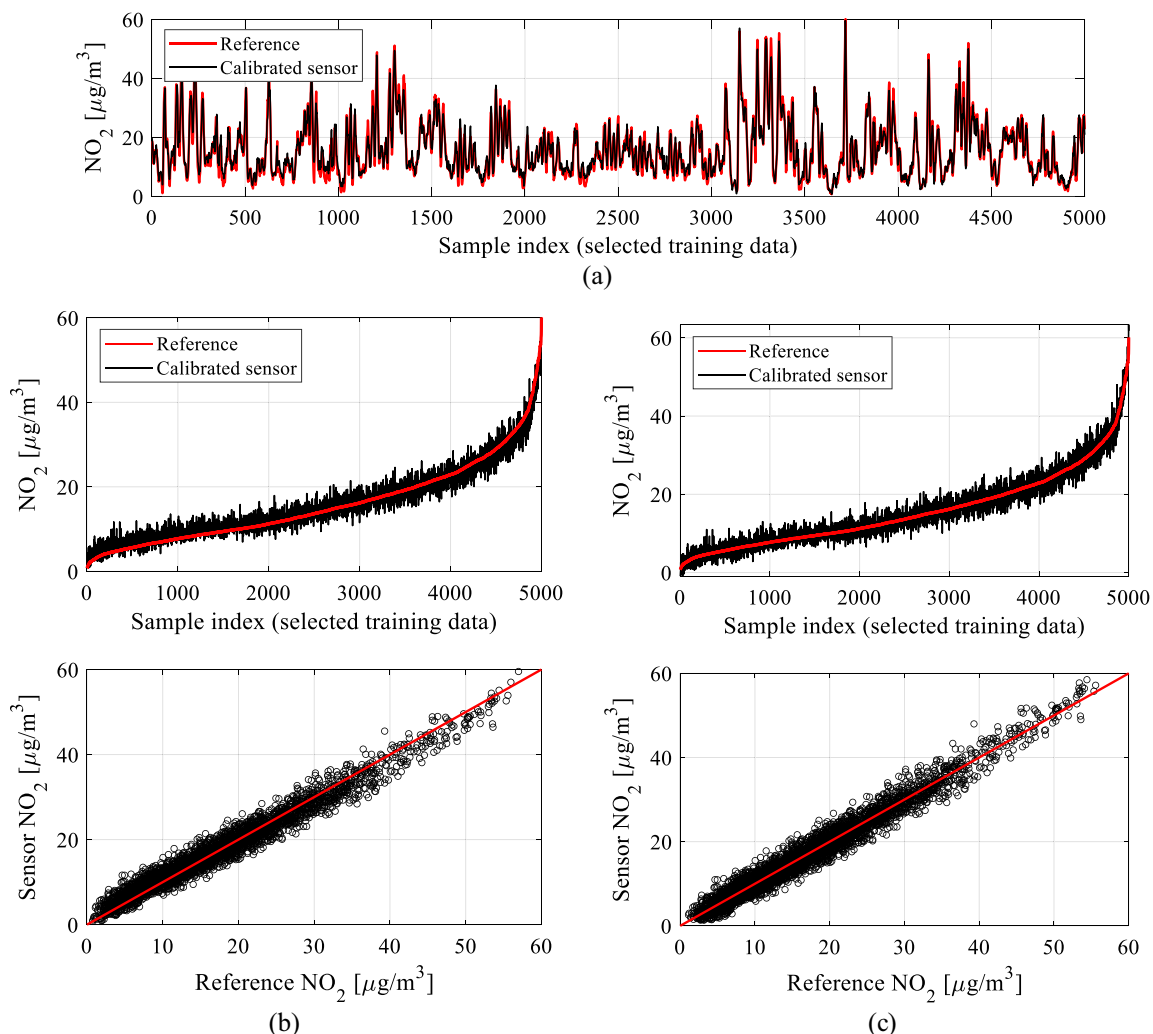 60
40
20
0
NO2 [μg/m3]
Reference
Calibrated sensor
0 500 1000 1500 2000 2500 3000 3500 4000 4500 5000
Sample index (selected training data)
(a)
60
40
20
0
NO2 [μg/m3]
Reference
Calibrated sensor
0 1000 2000 3000 4000 5000
Sample index (selected training data)
60
50
40
30
20
10
0
NO2 [μg/m3]
Reference
Calibrated sensor
0 1000 2000 3000 4000 5000
Sample index (selected training data)
60
40
20
0
Sensor NO2 [μg/m3]
0 10 20 30 40 50 60
Reference NO2 [μg/m3]
(b)
60
40
20
0
Sensor NO2 [μg/m3]
0 10 20 30 40 50 60
Reference NO2 [μg/m3]
(c)